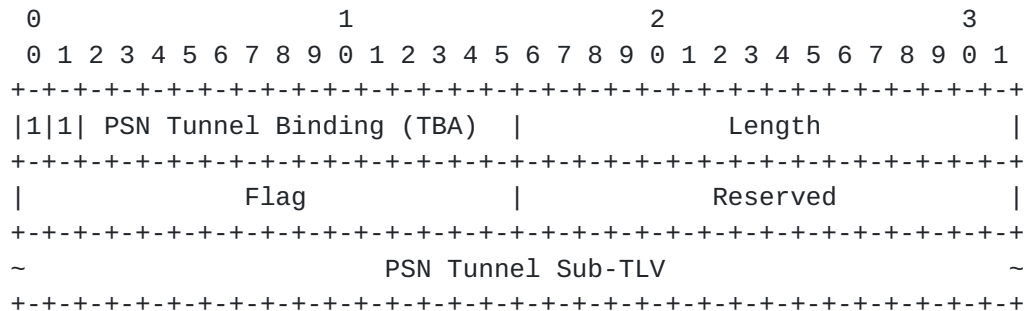 0                   1                   2                   3
 0 1 2 3 4 5 6 7 8 9 0 1 2 3 4 5 6 7 8 9 0 1 2 3 4 5 6 7 8 9 0 1
+-+-+-+-+-+-+-+-+-+-+-+-+-+-+-+-+-+-+-+-+-+-+-+-+-+-+-+-+-+-+-+-+
|1|1| PSN Tunnel Binding (TBA)  |             Length            |
+-+-+-+-+-+-+-+-+-+-+-+-+-+-+-+-+-+-+-+-+-+-+-+-+-+-+-+-+-+-+-+-+
|              Flag             |            Reserved           |
+-+-+-+-+-+-+-+-+-+-+-+-+-+-+-+-+-+-+-+-+-+-+-+-+-+-+-+-+-+-+-+-+
~                       PSN Tunnel Sub-TLV                      ~
+-+-+-+-+-+-+-+-+-+-+-+-+-+-+-+-+-+-+-+-+-+-+-+-+-+-+-+-+-+-+-+-+